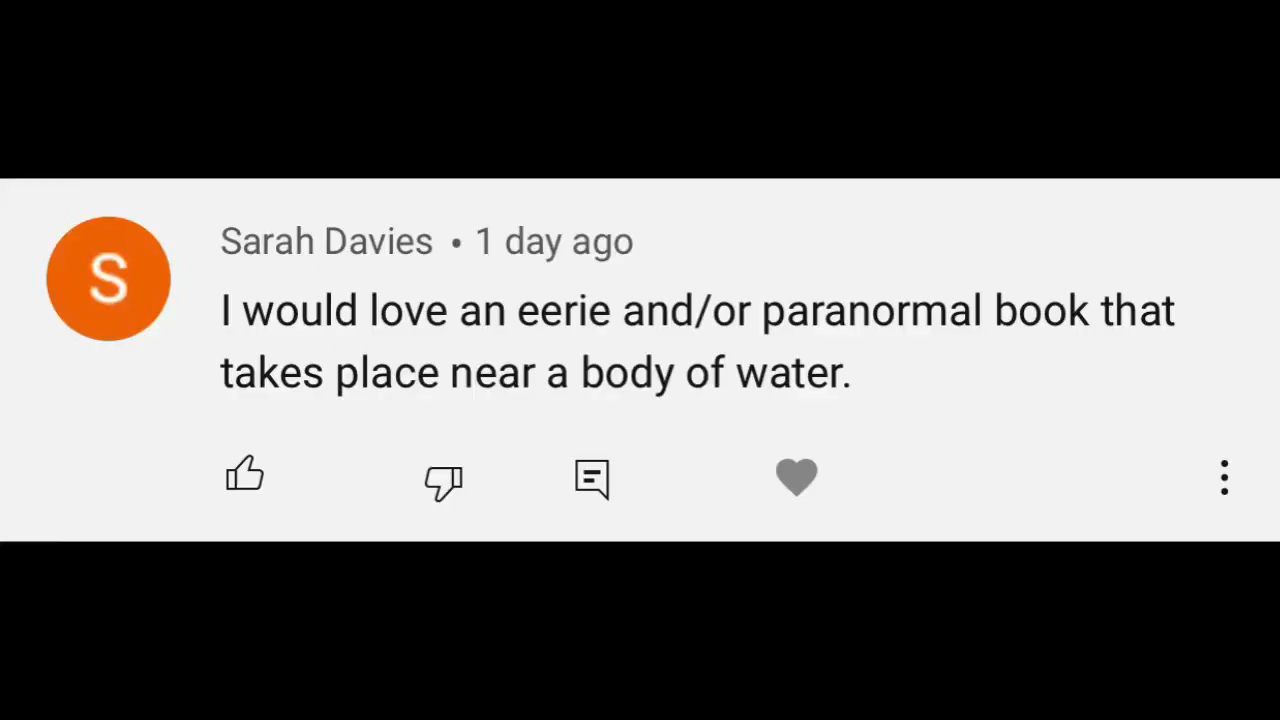 S
Sarah Davies • 1 day ago
I would love an eerie and/or paranormal book that
takes place near a body of water.